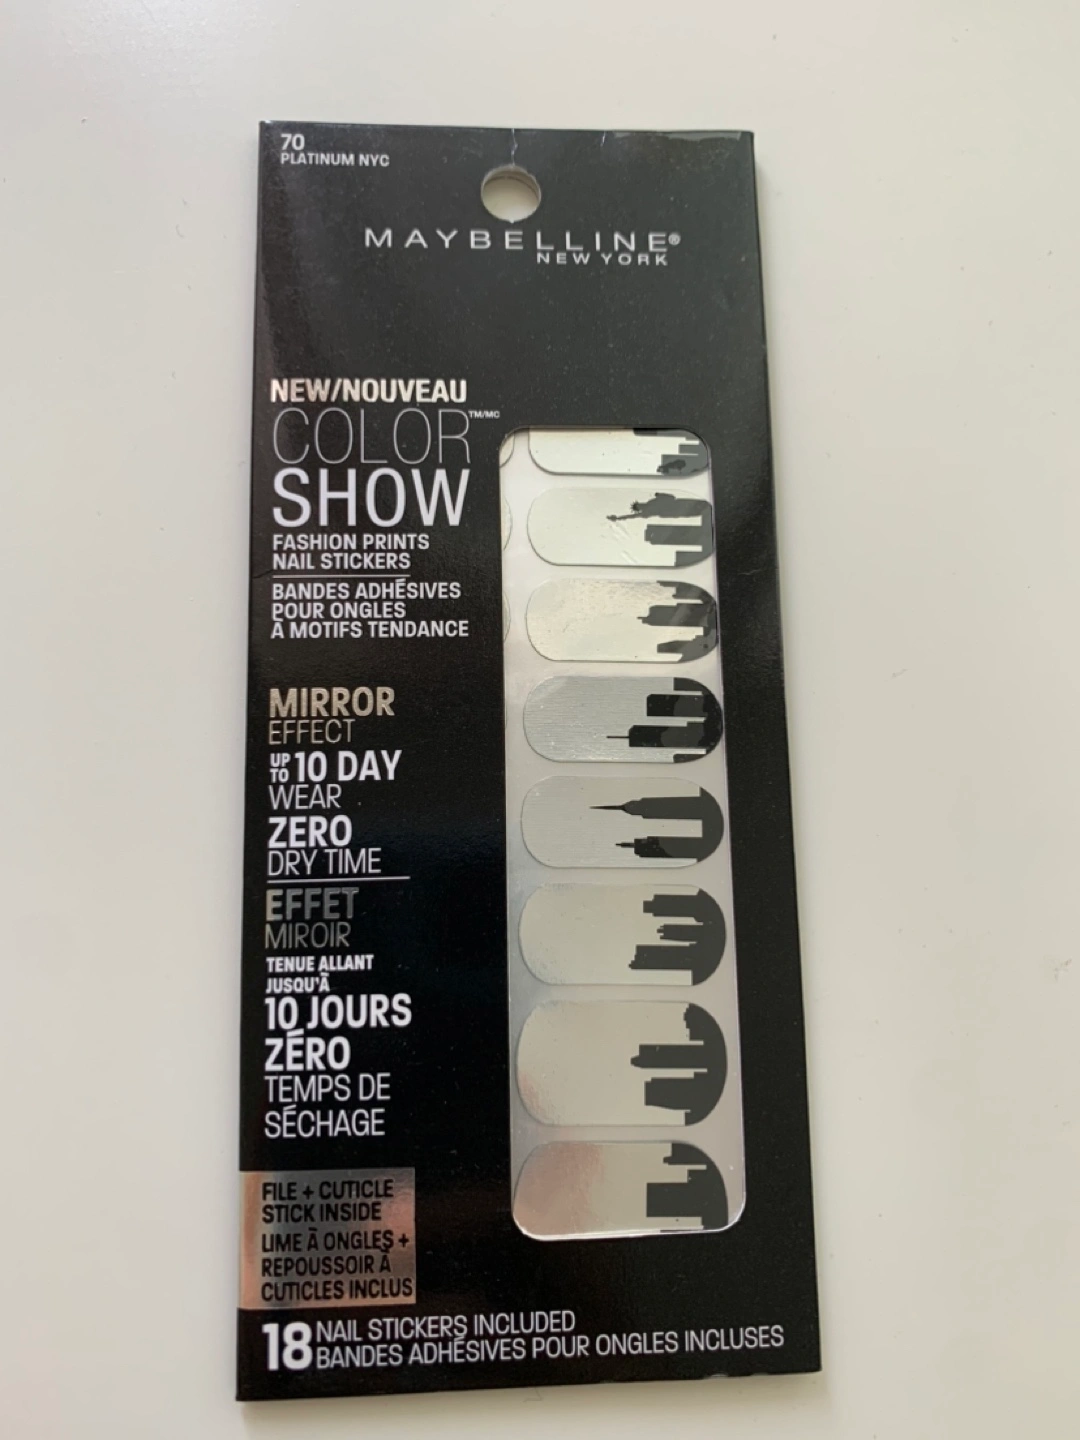 70
PLATINUM NYC
MAYBELLINE®
NEW YORK
NEW/NOUVEAU
COLOR™/MC
SHOW
FASHION PRINTS
NAIL STICKERS
BANDES ADHÉSIVES
POUR ONGLES
À MOTIFS TENDANCE
MIRROR
EFFECT
UP TO 10 DAY
WEAR
ZERO
DRY TIME
EFFET
MIROIR
TENUE ALLANT
JUSQU'À
10 JOURS
ZÉRO
TEMPS DE
SÉCHAGE
FILE + CUTICLE
STICK INSIDE
LIME À ONGLES +
REPOUSSOIR À
CUTICLES INCLUS
18 NAIL STICKERS INCLUDED
BANDES ADHÉSIVES POUR ONGLES INCLUSES